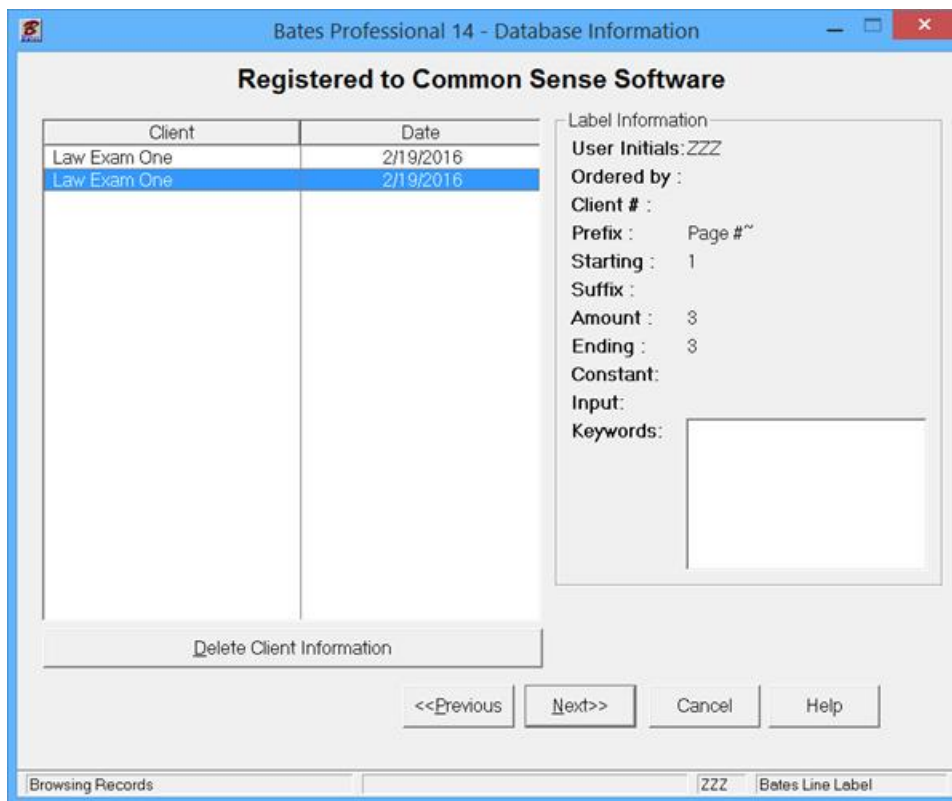 Bates Professional 14 - Database Information
Registered to Common Sense Software
Client Date
Law Exam One 2/19/2016
Law Exam One 2/19/2016
Label Information
User Initials: ZZZ
Ordered by :
Client # :
Prefix : Page #~
Starting : 1
Suffix :
Amount : 3
Ending : 3
Constant:
Input:
Keywords:
Delete Client Information
<<Previous Next>> Cancel Help
Browsing Records ZZZ Bates Line Label